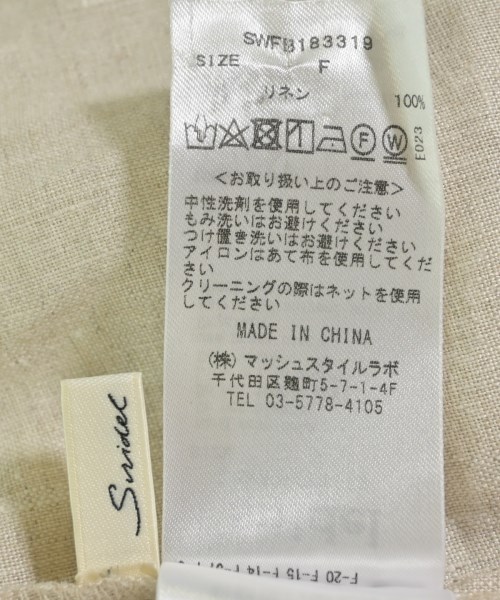 SWFB183319
SIZE F
リネン 100%
F W
E023
<お取り扱い上のご注意>
中性洗剤を使用してください
もみ洗いはお避けください
つけ置き洗いはお避けください
アイロンはあて布を使用してくだ
さい
クリーニングの際はネットを使用
してください
MADE IN CHINA
(株) マッシュスタイルラボ
千代田区麹町5-7-1-4F
TEL 03-5778-4105
Snidel
F-20 F-15 F-14